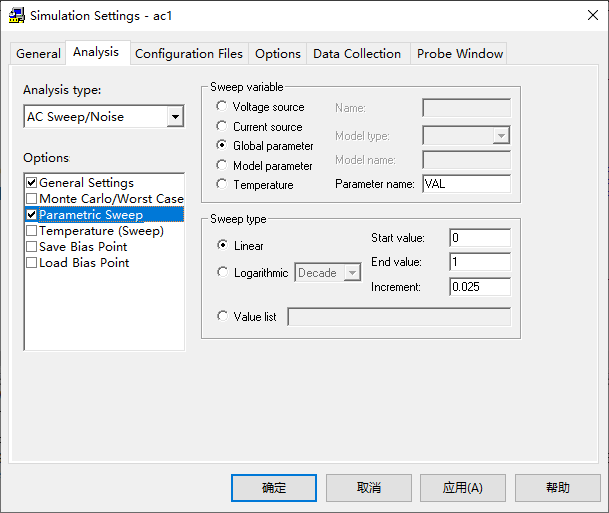 Simulation Settings - ac1
General Analysis Configuration Files Options Data Collection Probe Window
Analysis type:
AC Sweep/Noise
Options
General Settings
Monte Carlo/Worst Case
Parametric Sweep
Temperature (Sweep)
Save Bias Point
Load Bias Point
Sweep variable
Voltage source
Current source
Global parameter
Model parameter
Temperature
Name:
Model type:
Model name:
Parameter name: VAL
Sweep type
Linear
Logarithmic Decade
Value list
Start value: 0
End value: 1
Increment: 0.025
确定 取消 应用(A) 帮助